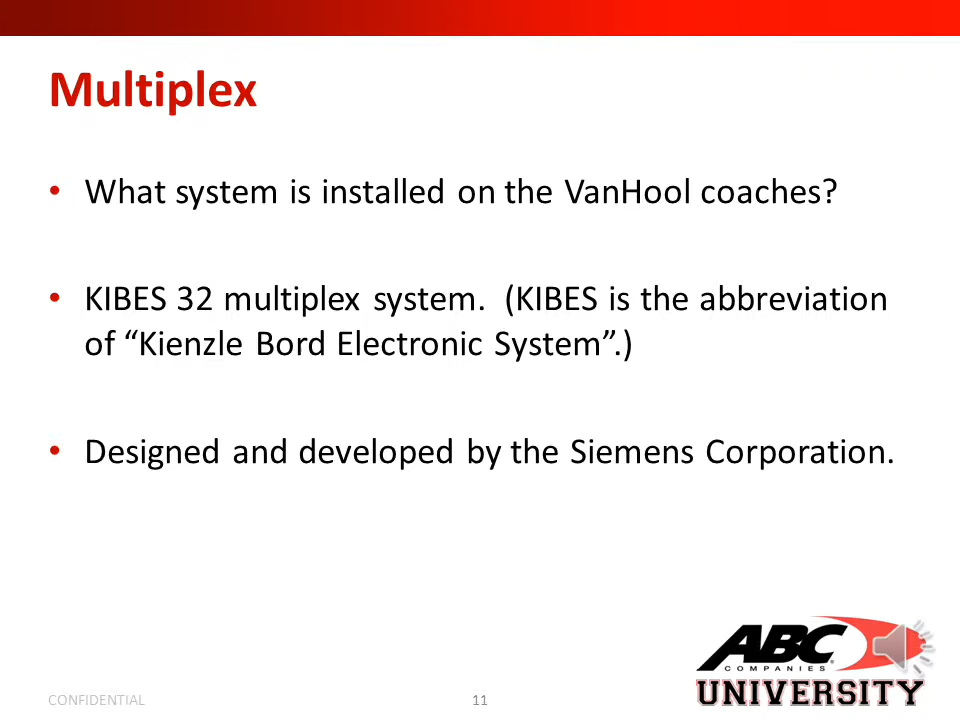 Multiplex
• What system is installed on the VanHool coaches?
• KIBES 32 multiplex system. (KIBES is the abbreviation
of “Kienzle Bord Electronic System”.)
• Designed and developed by the Siemens Corporation.
ABC
COMPANIES
UNIVERSITY
CONFIDENTIAL
11